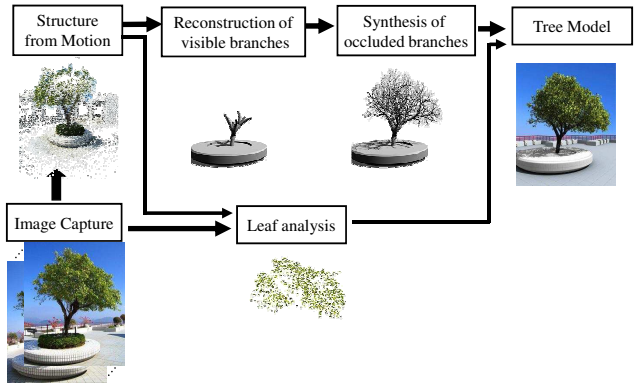 Structure
from Motion
Reconstruction of
visible branches
Synthesis of
occluded branches
Tree Model
Image Capture
Leaf analysis